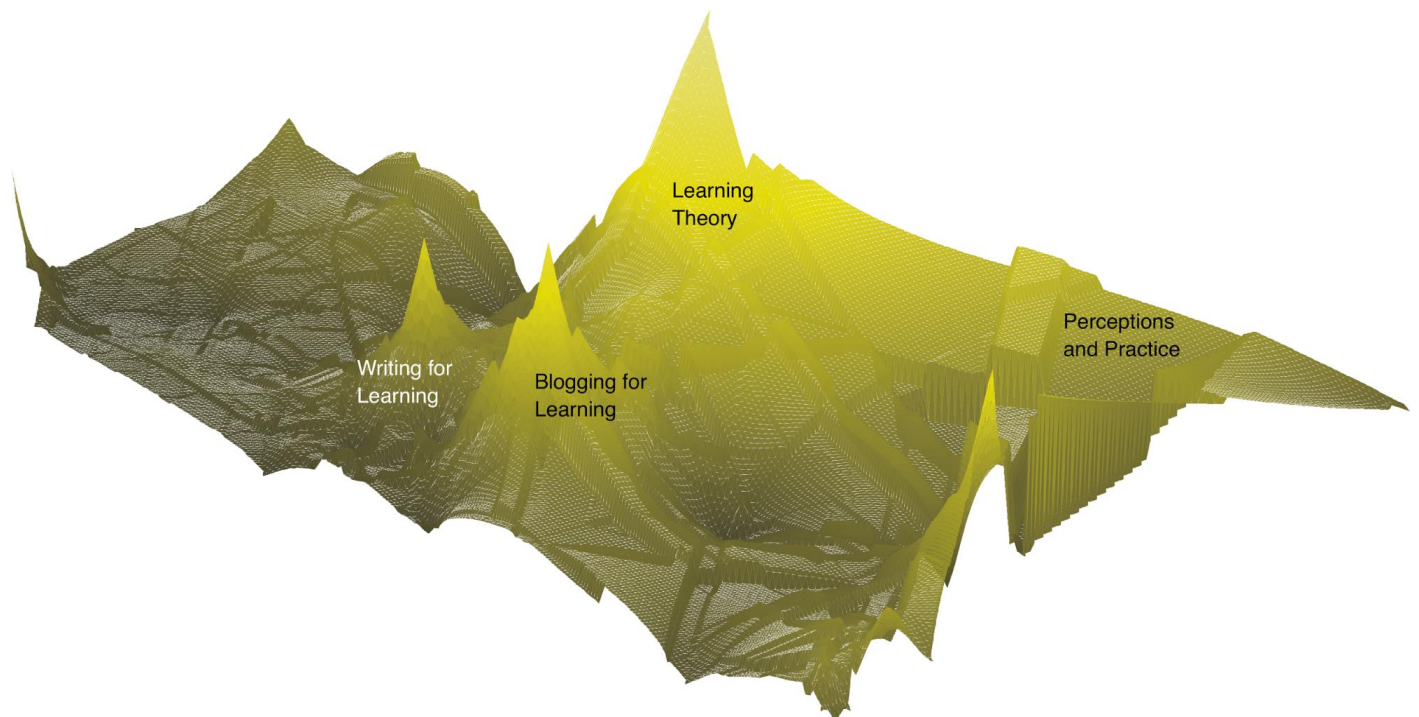 Learning
Theory
Perceptions
and Practice
Writing for
Learning
Blogging for
Learning